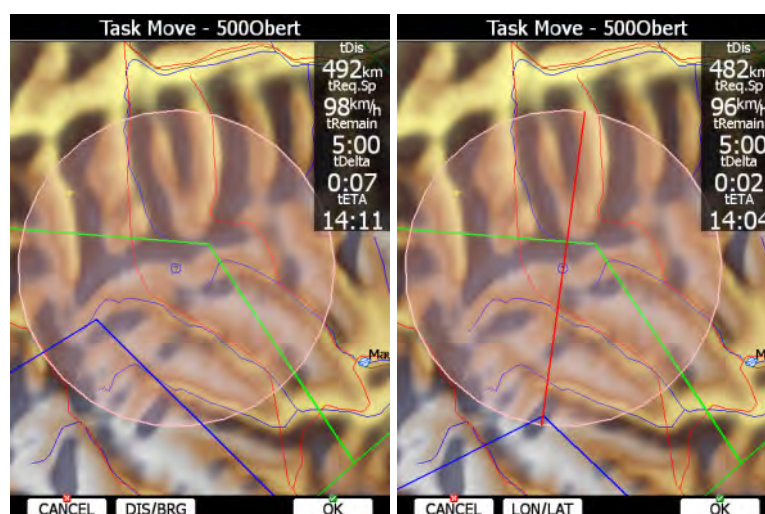 Task Move - 500Obert
tDis
492km
tReq.Sp
98km/h
tRemain
5:00
tDelta
0:07
tETA
14:11
Mau
CANCEL
DIS/BRG
OK
Task Move - 500Obert
tDis
482km
tReq.Sp
96km/h
tRemain
5:00
tDelta
0:02
tETA
14:04
M
CANCEL
LON/LAT
OK